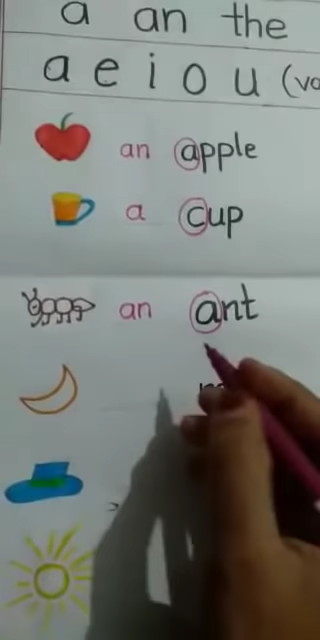 a an the
a e i o u
an apple
a cup
an ant